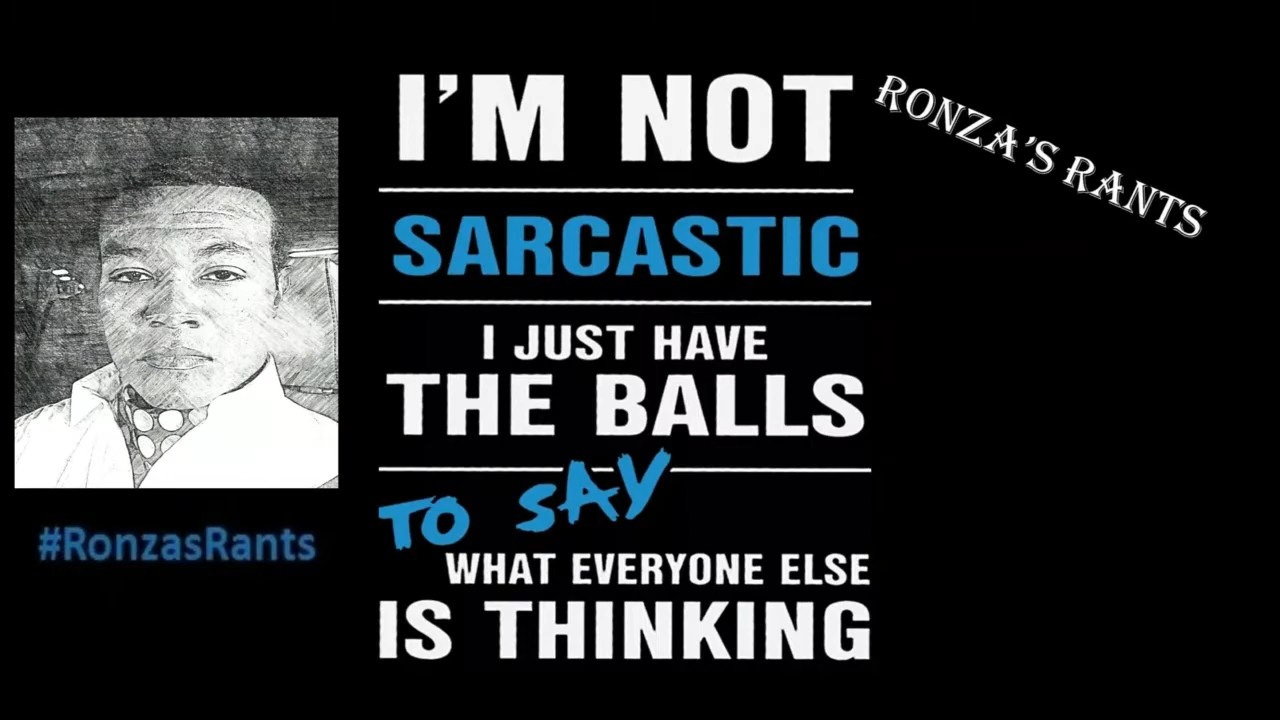 I'M NOT
SARCASTIC
I JUST HAVE
THE BALLS
TO SAY
WHAT EVERYONE ELSE
IS THINKING
RONZA'S RANTS
#RonzasRants